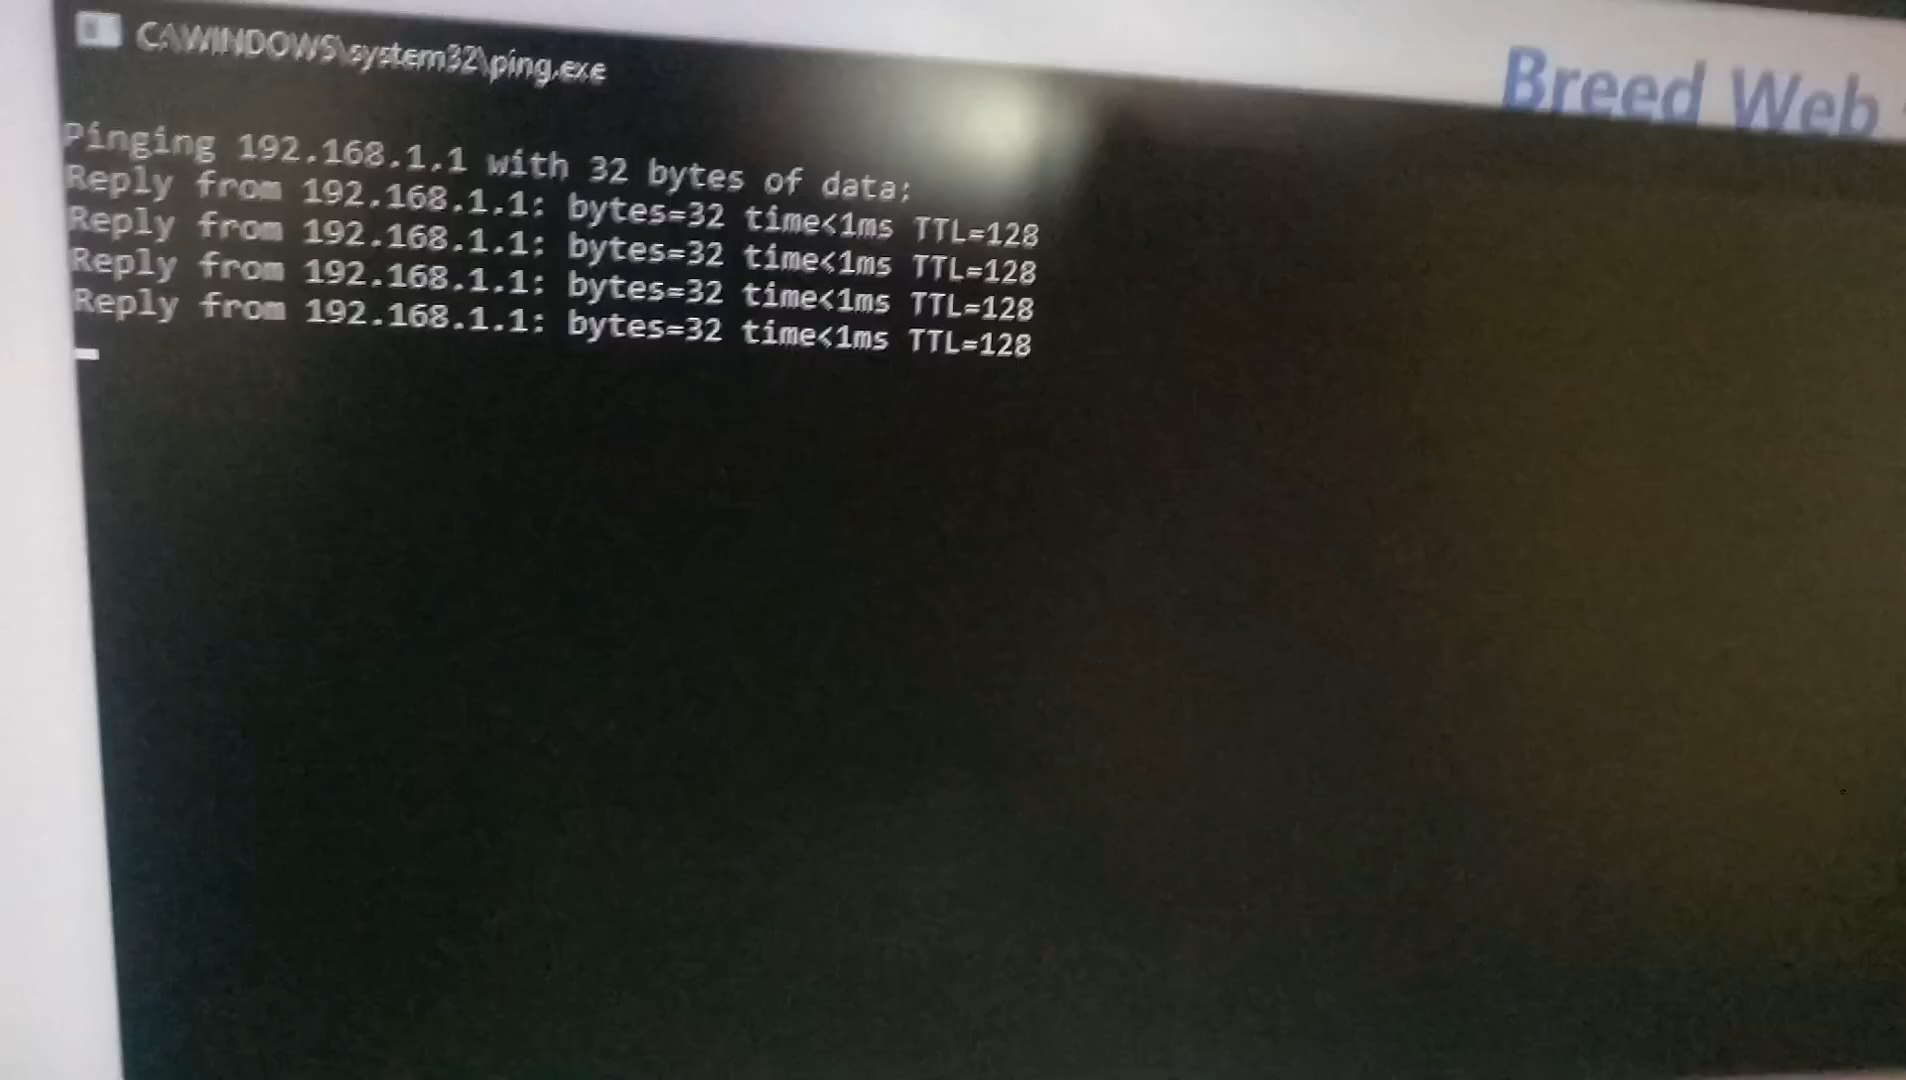 C:\WINDOWS\system32\ping.exe
Breed Web
Pinging 192.168.1.1 with 32 bytes of data:
Reply from 192.168.1.1: bytes=32 time<1ms TTL=128
Reply from 192.168.1.1: bytes=32 time<1ms TTL=128
Reply from 192.168.1.1: bytes=32 time<1ms TTL=128
Reply from 192.168.1.1: bytes=32 time<1ms TTL=128